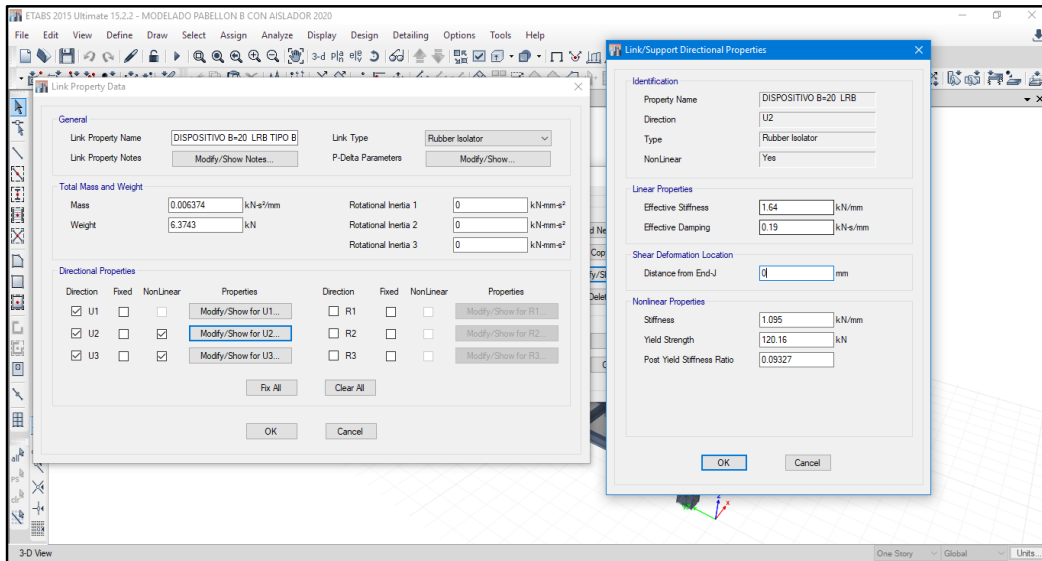 ETABS 2015 Ultimate 15.2.2 - MODELADO PABELLON B CON AISLADOR 2020
File Edit View Define Draw Select Assign Analyze Display Design Detailing Options Tools Help
3-d
Link Property Data
General
Link Property Name DISPOSITIVO B=20 LRB TIPO B Link Type Rubber Isolator
Link Property Notes Modify/Show Notes... P-Delta Parameters Modify/Show...
Total Mass and Weight
Mass 0.006374 kN-s²/mm Rotational Inertia 1 0 kN-mm-s²
Weight 6.3743 kN Rotational Inertia 2 0 kN-mm-s²
Rotational Inertia 3 0 kN-mm-s²
Directional Properties
Direction Fixed NonLinear Properties Direction Fixed NonLinear Properties
U1 Modify/Show for U1... R1 Modify/Show for R1...
U2 Modify/Show for U2... R2 Modify/Show for R2...
U3 Modify/Show for U3... R3 Modify/Show for R3...
Fix All Clear All
OK Cancel
Link/Support Directional Properties
Identification
Property Name DISPOSITIVO B=20 LRB
Direction U2
Type Rubber Isolator
NonLinear Yes
Linear Properties
Effective Stiffness 1.64 kN/mm
Effective Damping 0.19 kN-s/mm
Shear Deformation Location
Distance from End-J 0 mm
Nonlinear Properties
Stiffness 1.095 kN/mm
Yield Strength 120.16 kN
Post Yield Stiffness Ratio 0.09327
OK Cancel
all
ps
clr
3-D View One Story Global Units...